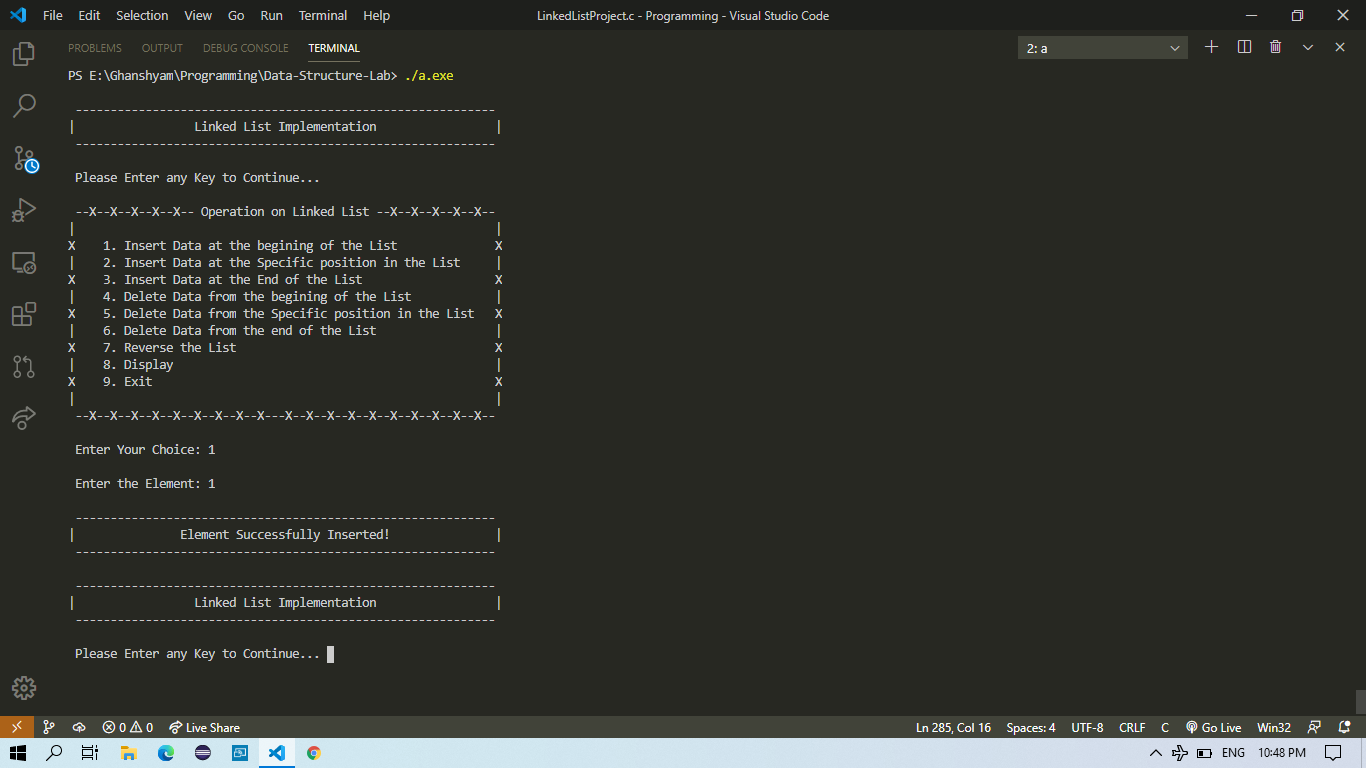 File Edit Selection View Go Run Terminal Help LinkedListProject.c - Programming - Visual Studio Code
PROBLEMS OUTPUT DEBUG CONSOLE TERMINAL 2: a
PS E:\Ghanshyam\Programming\Data-Structure-Lab> ./a.exe
------------------------------------------------------------
| Linked List Implementation |
------------------------------------------------------------
Please Enter any Key to Continue...
--X--X--X--X--X-- Operation on Linked List --X--X--X--X--X--
| |
X 1. Insert Data at the begining of the List X
| 2. Insert Data at the Specific position in the List |
X 3. Insert Data at the End of the List X
| 4. Delete Data from the begining of the List |
X 5. Delete Data from the Specific position in the List X
| 6. Delete Data from the end of the List |
X 7. Reverse the List X
| 8. Display |
X 9. Exit X
| |
--X--X--X--X--X--X--X--X--X---X--X--X--X--X--X--X--X--X--X--
Enter Your Choice: 1
Enter the Element: 1
------------------------------------------------------------
| Element Successfully Inserted! |
------------------------------------------------------------
------------------------------------------------------------
| Linked List Implementation |
------------------------------------------------------------
Please Enter any Key to Continue...
0 0 Live Share Ln 285, Col 16 Spaces: 4 UTF-8 CRLF C Go Live Win32
ENG 10:48 PM